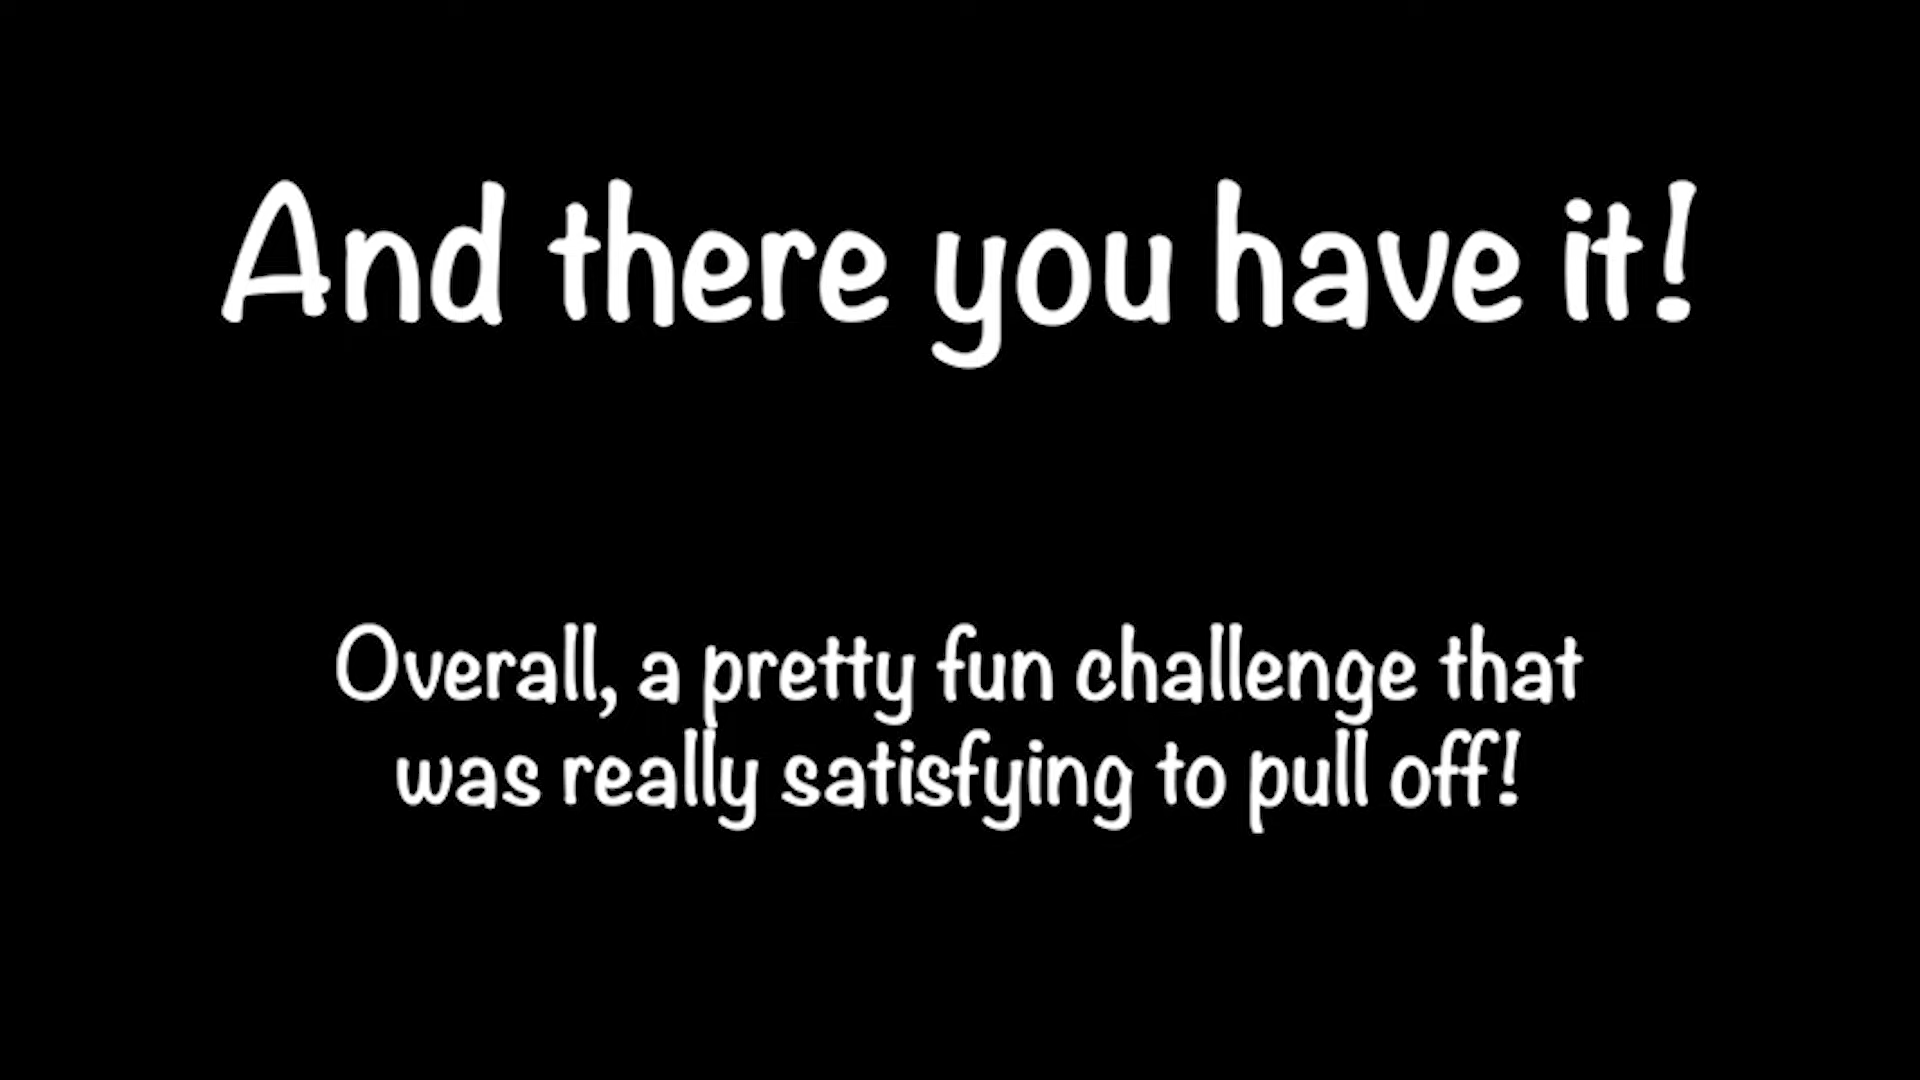 And there you have it!
Overall, a pretty fun challenge that
was really satisfying to pull off!